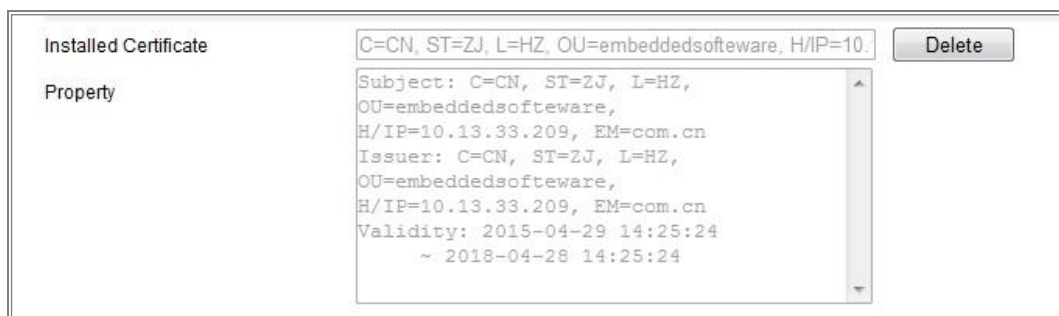 Installed Certificate
C=CN, ST=ZJ, L=HZ, OU=embeddedsofteware, H/IP=10.
Delete
Property
Subject: C=CN, ST=ZJ, L=HZ,
OU=embeddedsofteware,
H/IP=10.13.33.209, EM=com.cn
Issuer: C=CN, ST=ZJ, L=HZ,
OU=embeddedsofteware,
H/IP=10.13.33.209, EM=com.cn
Validity: 2015-04-29 14:25:24
~ 2018-04-28 14:25:24